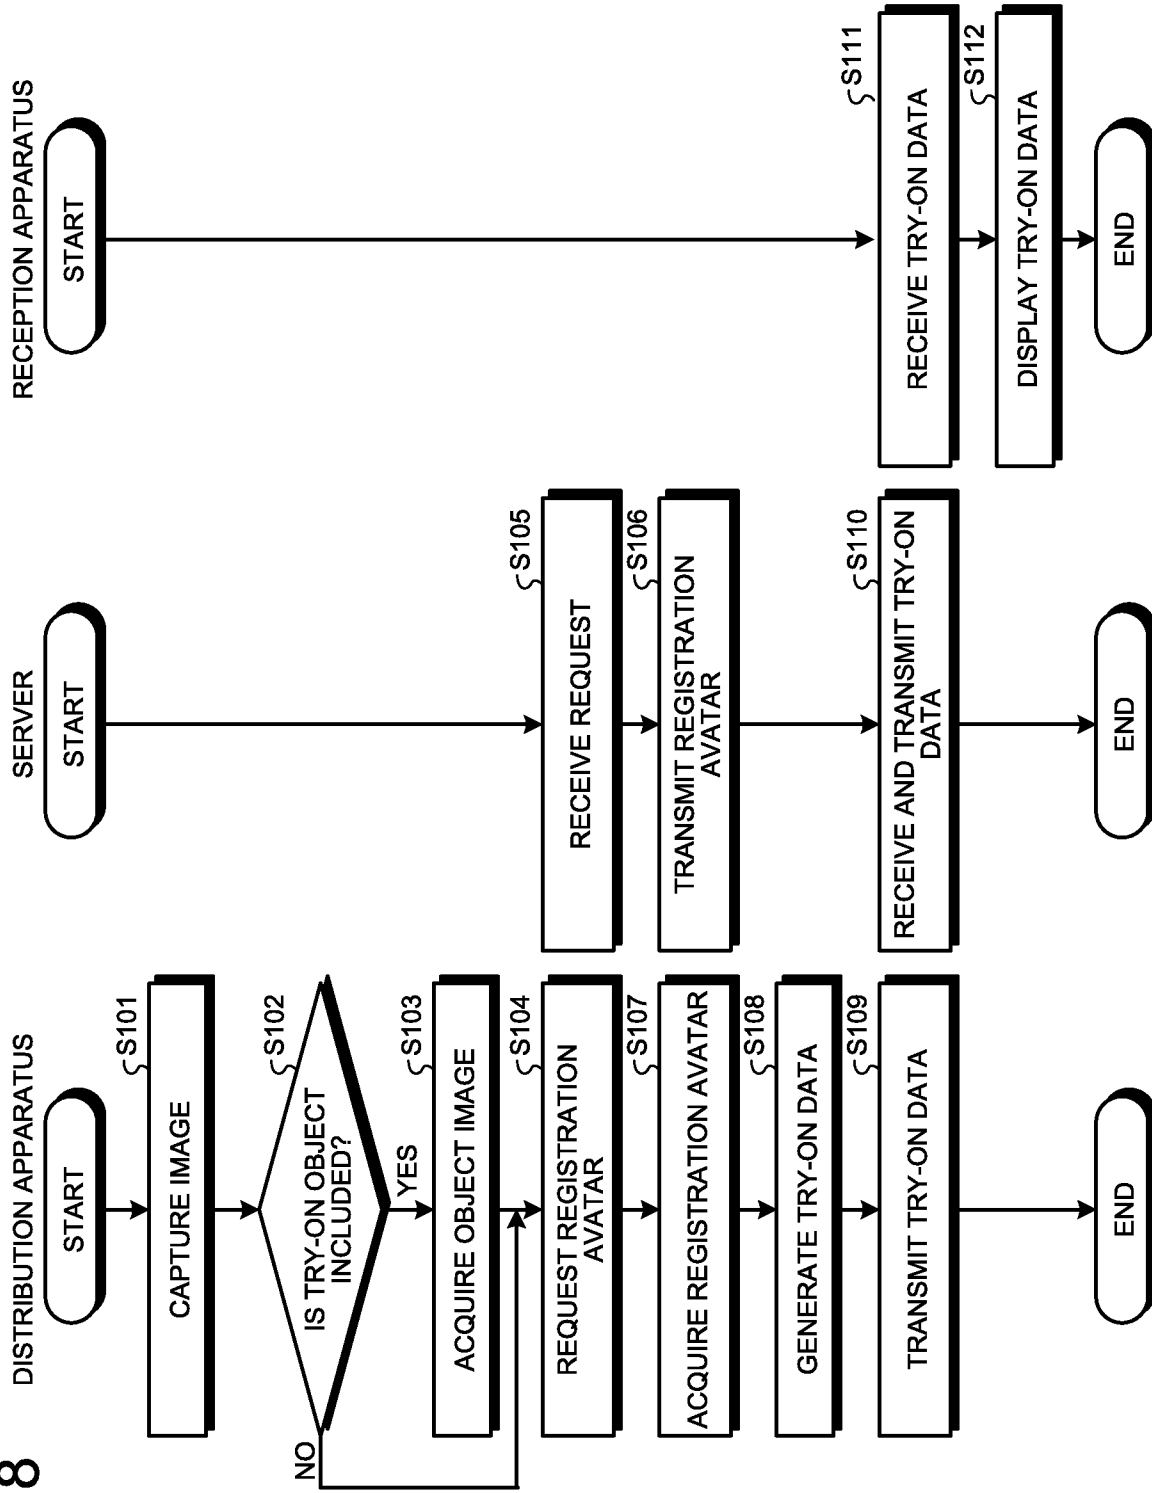 8
DISTRIBUTION APPARATUS
START
S101
CAPTURE IMAGE
S102
IS TRY-ON OBJECT
INCLUDED?
NO
YES
S103
ACQUIRE OBJECT IMAGE
S104
REQUEST REGISTRATION
AVATAR
S107
ACQUIRE REGISTRATION AVATAR
S108
GENERATE TRY-ON DATA
S109
TRANSMIT TRY-ON DATA
END
SERVER
START
S105
RECEIVE REQUEST
S106
TRANSMIT REGISTRATION
AVATAR
S110
RECEIVE AND TRANSMIT TRY-ON
DATA
END
RECEPTION APPARATUS
START
S111
RECEIVE TRY-ON DATA
S112
DISPLAY TRY-ON DATA
END